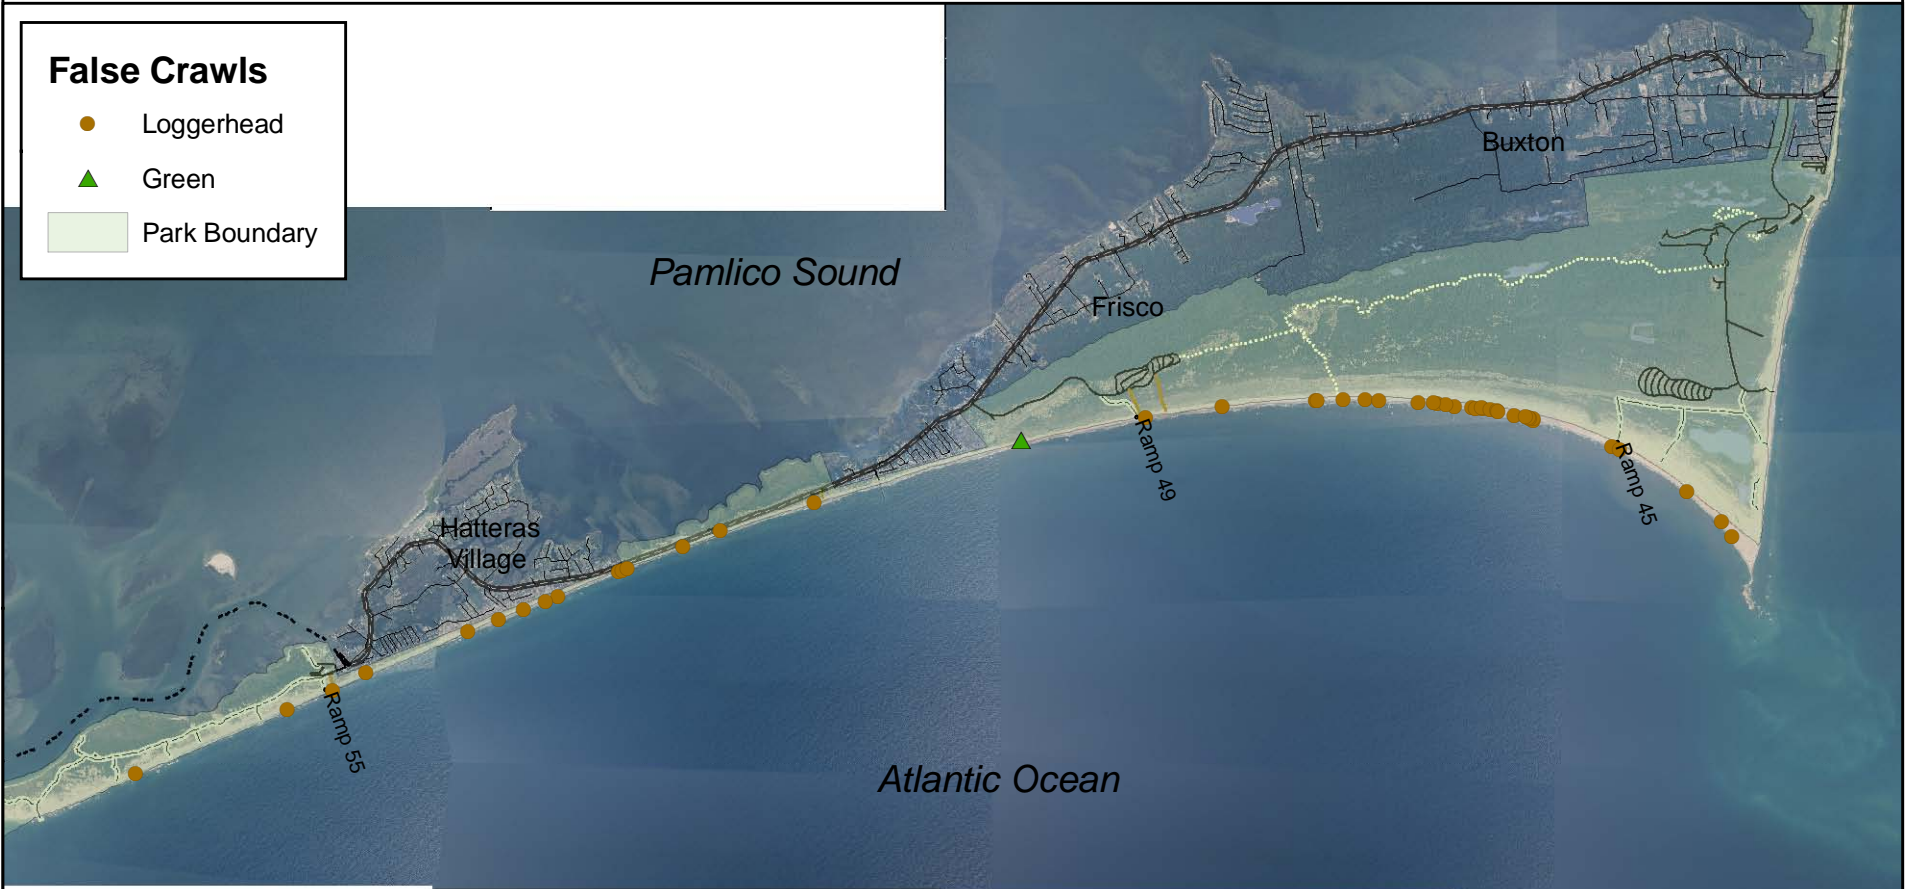 False Crawls
Loggerhead
Green
Park Boundary
Buxton
Pamlico Sound
Frisco
Ramp 49
Ramp 45
Hatteras
Village
Ramp 55
Atlantic Ocean